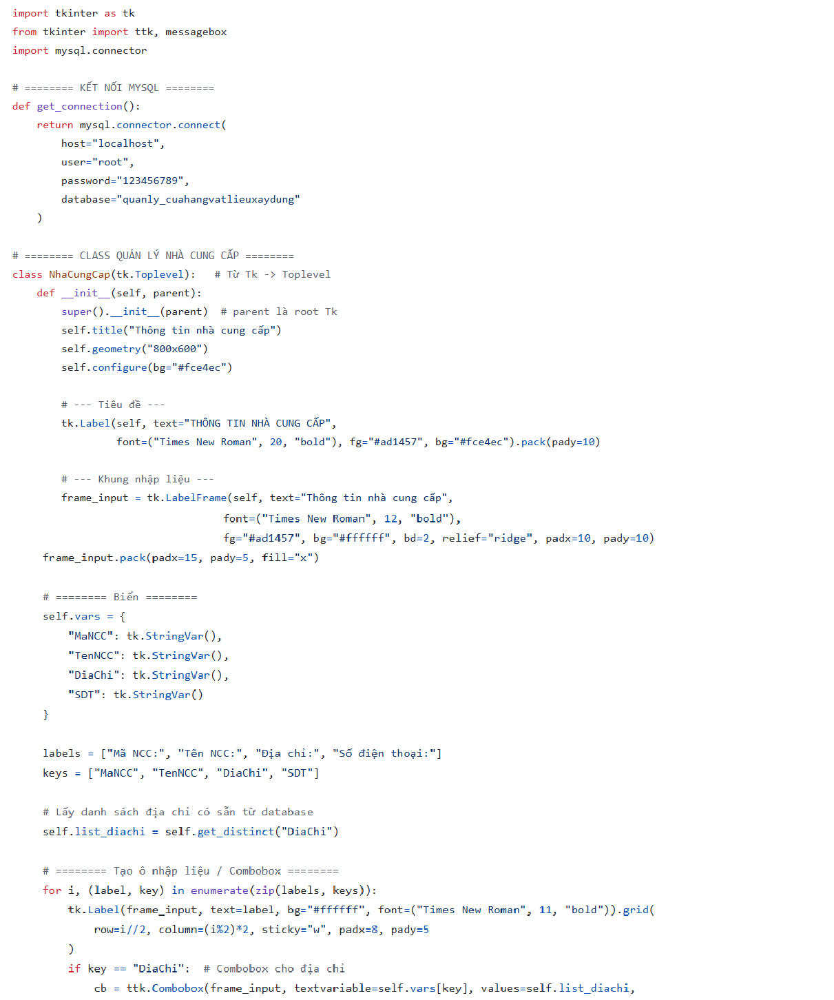 import tkinter as tk
from tkinter import ttk, messagebox
import mysql.connector

# ======== KẾT NỐI MYSQL ========
def get_connection():
    return mysql.connector.connect(
        host="localhost",
        user="root",
        password="123456789",
        database="quanly_cuahangvatlieuxaydung"
    )

# ======== CLASS QUẢN LÝ NHÀ CUNG CẤP ========
class NhaCungCap(tk.Toplevel):   # Từ Tk -> Toplevel
    def __init__(self, parent):
        super().__init__(parent)  # parent là root Tk
        self.title("Thông tin nhà cung cấp")
        self.geometry("800x600")
        self.configure(bg="#fce4ec")

        # --- Tiêu đề ---
        tk.Label(self, text="THÔNG TIN NHÀ CUNG CẤP",
                 font=("Times New Roman", 20, "bold"), fg="#ad1457", bg="#fce4ec").pack(pady=10)

        # --- Khung nhập liệu ---
        frame_input = tk.LabelFrame(self, text="Thông tin nhà cung cấp",
                                 font=("Times New Roman", 12, "bold"),
                                 fg="#ad1457", bg="#ffffff", bd=2, relief="ridge", padx=10, pady=10)
     frame_input.pack(padx=15, pady=5, fill="x")

     # ======== Biến ========
     self.vars = {
         "MaNCC": tk.StringVar(),
         "TenNCC": tk.StringVar(),
         "DiaChi": tk.StringVar(),
         "SDT": tk.StringVar()
     }

     labels = ["Mã NCC:", "Tên NCC:", "Địa chỉ:", "Số điện thoại:"]
     keys = ["MaNCC", "TenNCC", "DiaChi", "SDT"]

     # Lấy danh sách địa chỉ có sẵn từ database
     self.list_diachi = self.get_distinct("DiaChi")

     # ======== Tạo ô nhập liệu / Combobox ========
     for i, (label, key) in enumerate(zip(labels, keys)):
         tk.Label(frame_input, text=label, bg="#ffffff", font=("Times New Roman", 11, "bold")).grid(
             row=i//2, column=(i%2)*2, sticky="w", padx=8, pady=5
         )
         if key == "DiaChi":  # Combobox cho địa chỉ
             cb = ttk.Combobox(frame_input, textvariable=self.vars[key], values=self.list_diachi,